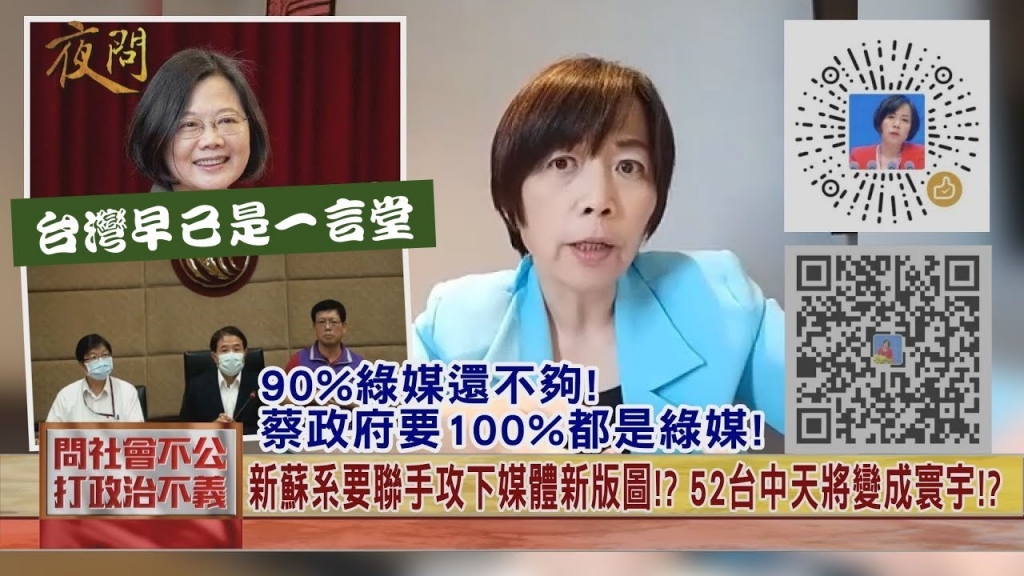 夜問
台灣早已是一言堂
90%綠媒還不夠!
蔡政府要100%都是綠媒!
問社會不公
打政治不義
新蘇系要聯手攻下媒體新版圖!? 52台中天將變成寰宇!?